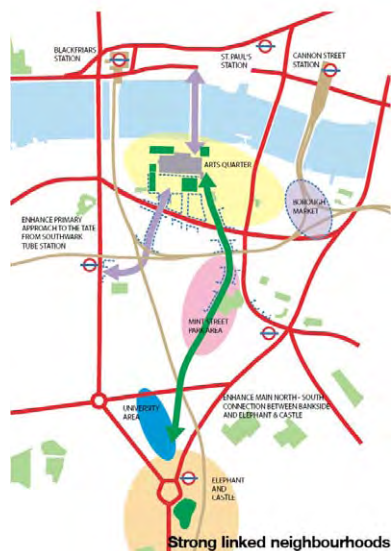 BLACKFRIARS
STATION
ST. PAUL'S
STATION
CANNON STREET
STATION
ARTS QUARTER
BOROUGH
MARKET
ENHANCE PRIMARY
APPROACH TO THE TATE
FROM SOUTHWARK
TUBE STATION
MINT STREET
PARK AREA
UNIVERSITY
AREA
ENHANCE MAIN NORTH - SOUTH
CONNECTION BETWEEN BANKSIDE
AND ELEPHANT & CASTLE
ELEPHANT
AND
CASTLE
Strong linked neighbourhoods